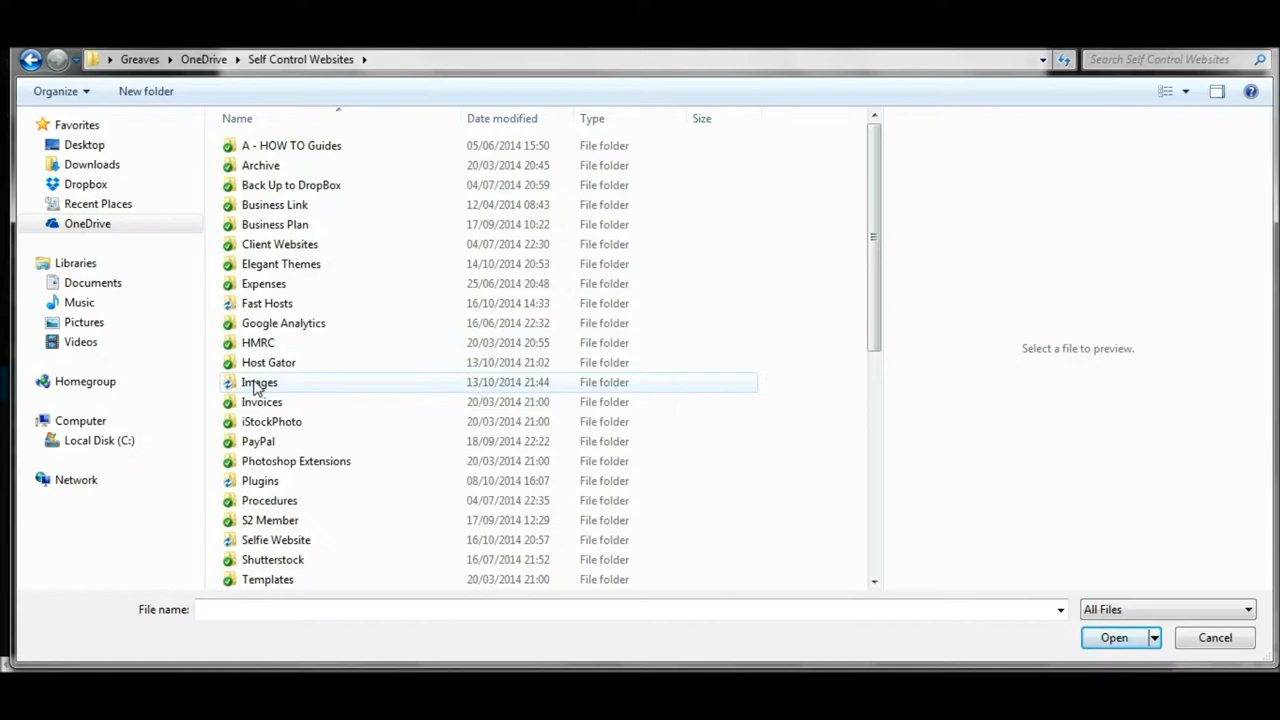 Greaves OneDrive Self Control Websites Search Self Control Websites
Organize New folder
Name Date modified Type Size
Favorites
Desktop
Downloads
Dropbox
Recent Places
OneDrive
Libraries
Documents
Music
Pictures
Videos
Homegroup
Computer
Local Disk (C:)
Network
A - HOW TO Guides 05/06/2014 15:50 File folder
Archive 20/03/2014 20:45 File folder
Back Up to DropBox 04/07/2014 20:59 File folder
Business Link 12/04/2014 08:43 File folder
Business Plan 17/09/2014 10:22 File folder
Client Websites 04/07/2014 22:30 File folder
Elegant Themes 14/10/2014 20:53 File folder
Expenses 25/06/2014 20:48 File folder
Fast Hosts 16/10/2014 14:33 File folder
Google Analytics 16/06/2014 22:32 File folder
HMRC 20/03/2014 20:55 File folder
Host Gator 13/10/2014 21:02 File folder
Images 13/10/2014 21:44 File folder
Invoices 20/03/2014 21:00 File folder
iStockPhoto 20/03/2014 21:00 File folder
PayPal 18/09/2014 22:22 File folder
Photoshop Extensions 20/03/2014 21:00 File folder
Plugins 08/10/2014 16:07 File folder
Procedures 04/07/2014 22:35 File folder
S2 Member 17/09/2014 12:29 File folder
Selfie Website 16/10/2014 20:57 File folder
Shutterstock 16/07/2014 21:52 File folder
Templates 20/03/2014 21:00 File folder
Select a file to preview.
File name: All Files
Open Cancel